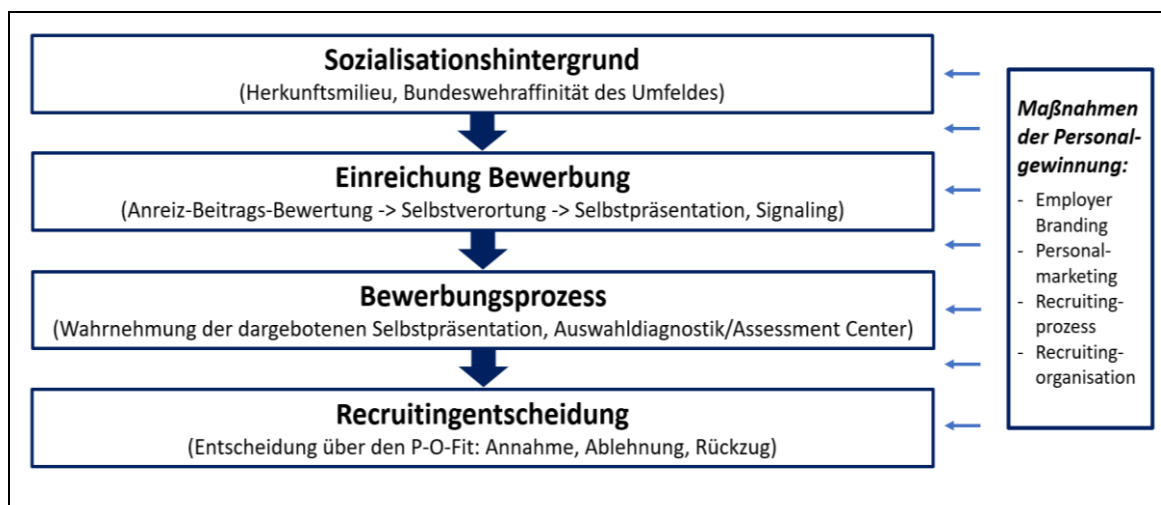 Sozialisationshintergrund
(Herkunftsmilieu, Bundeswehraffinität des Umfeldes)
Einreichung Bewerbung
(Anreiz-Beitrags-Bewertung -> Selbstverortung -> Selbstpräsentation, Signaling)
Bewerbungsprozess
(Wahrnehmung der dargebotenen Selbstpräsentation, Auswahldiagnostik/Assessment Center)
Recruitingentscheidung
(Entscheidung über den P-O-Fit: Annahme, Ablehnung, Rückzug)
Maßnahmen
der Personal-
gewinnung:
- Employer
Branding
- Personal-
marketing
- Recruiting-
prozess
- Recruiting-
organisation